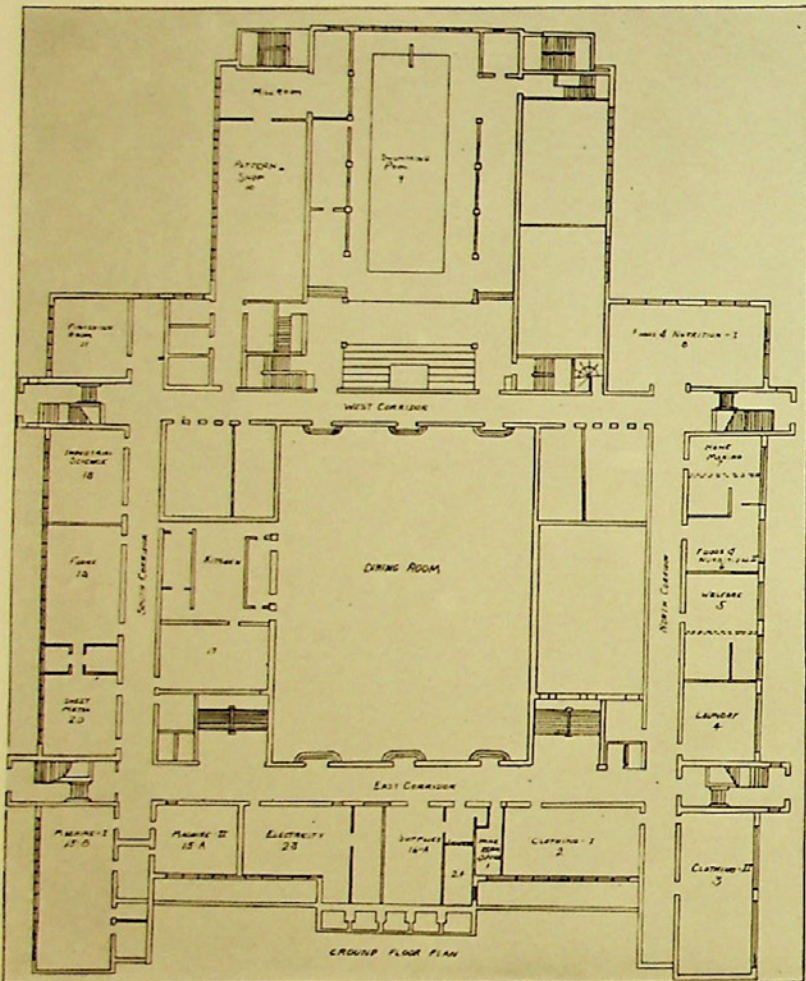 MILL ROOM
PATTERN
SHOP
10
SWIMMING
POOL
9
FINISHING
ROOM
11
FOODS & NUTRITION - I
8
WEST CORRIDOR
INDUSTRIAL
SCIENCE
18
HOME
MAKING
7
KITCHEN
DINING ROOM
SOUTH CORRIDOR
NORTH CORRIDOR
FOODS &
NUTRITION II
WELFARE
5
17
SHEET
METAL
20
LAUNDRY
4
EAST CORRIDOR
MACHINE - I
15-B
MACHINE - II
15-A
ELECTRICITY
23
SUPPLIES
16-A
CLOTHING - I
2
CLOTHING - II
3
GROUND FLOOR PLAN